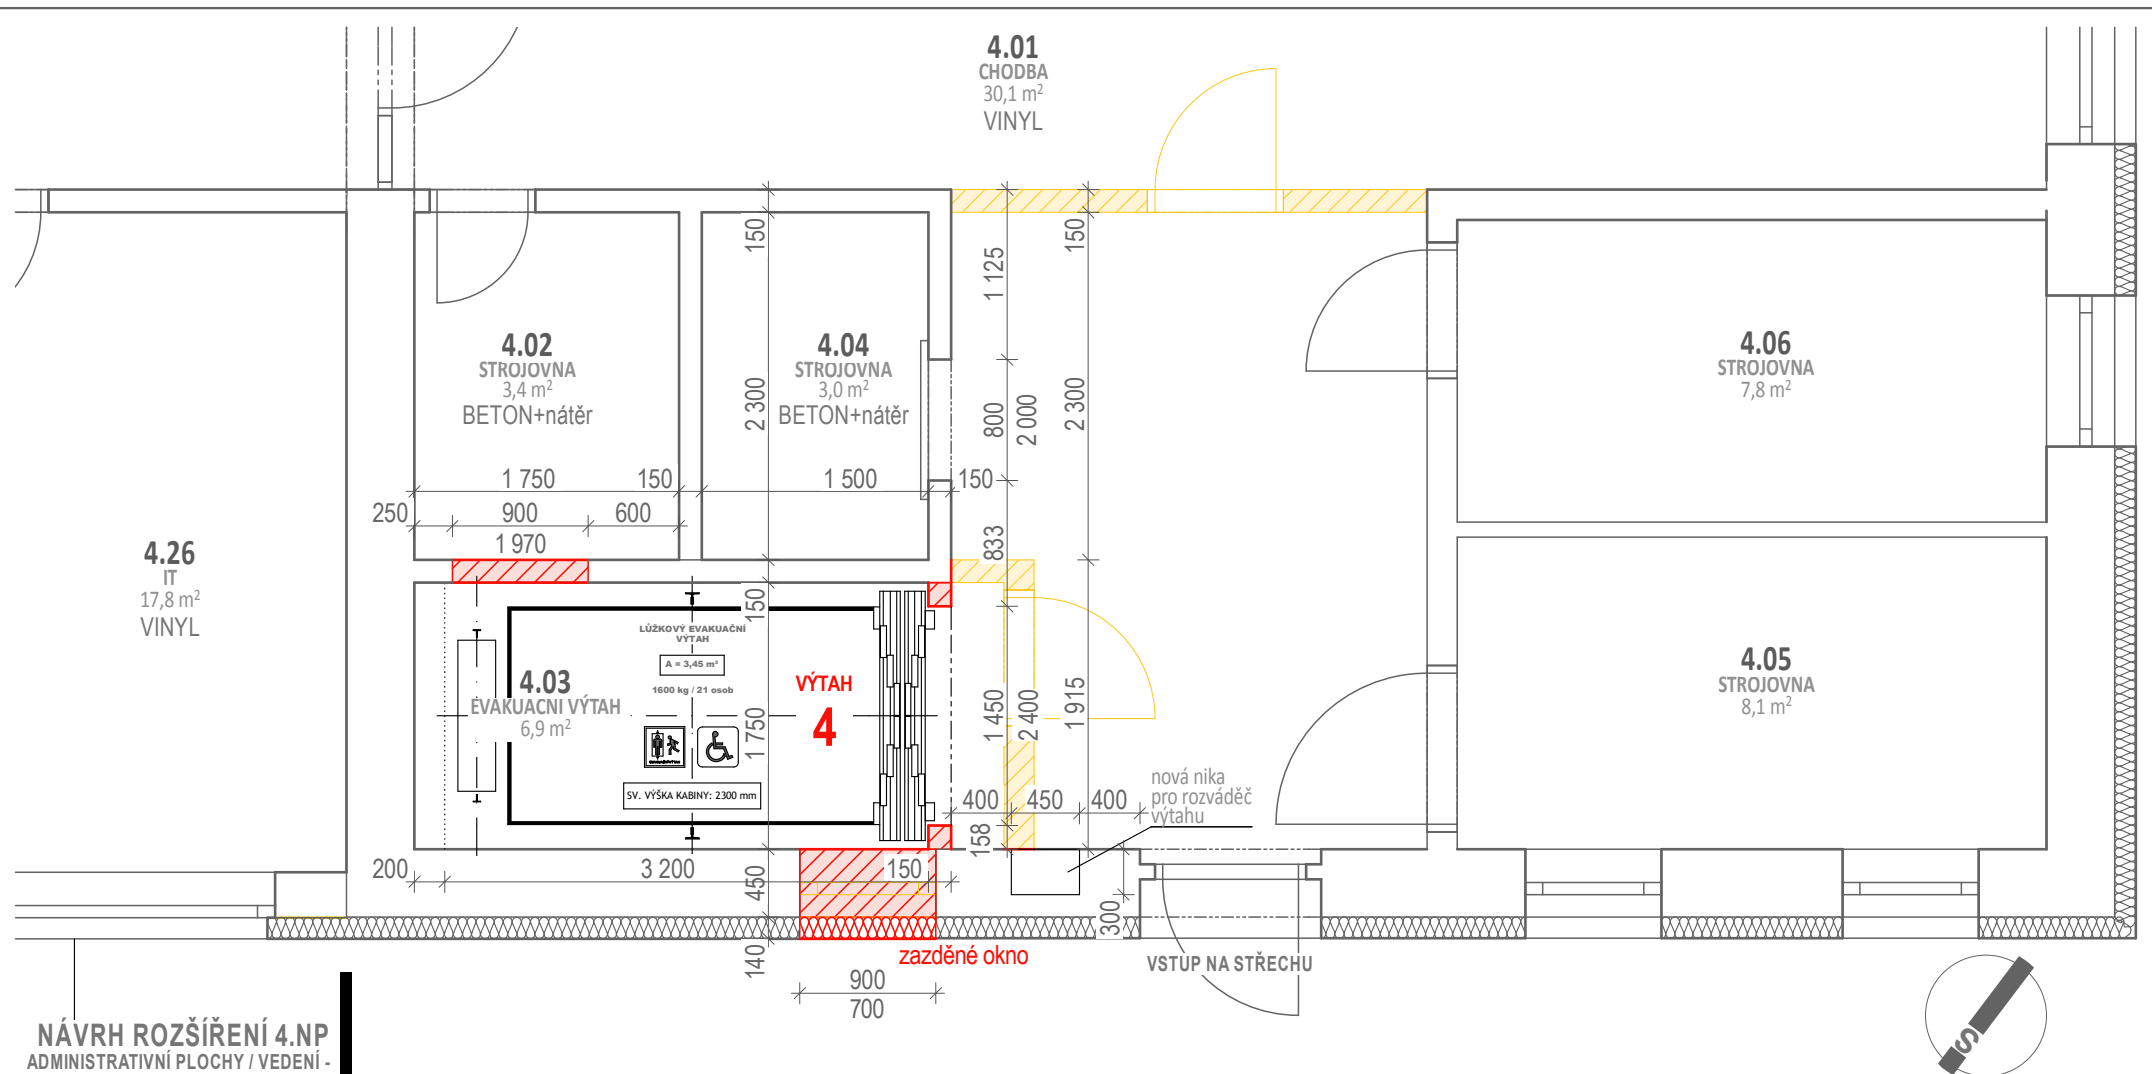 4.01
CHODBA
30,1 m²
VINYL
150
1 125
150
4.02
STROJOVNA
3,4 m²
BETON+nátěr
4.04
STROJOVNA
3,0 m²
BETON+nátěr
4.06
STROJOVNA
7,8 m²
2 300
800
2 000
2 300
1 750
150
1 500
150
250
900
600
1 970
833
4.26
IT
17,8 m²
VINYL
150
LŮŽKOVÝ EVAKUAČNÍ
VÝTAH
A = 3,45 m²
1600 kg / 21 osob
4.03
EVAKUAČNÍ VÝTAH
6,9 m²
VÝTAH
4
1 750
1 450
2 400
1 915
4.05
STROJOVNA
8,1 m²
SV. VÝŠKA KABINY: 2300 mm
400
450
400
nová nika
pro rozváděč
výtahu
158
200
3 200
450
150
300
140
zazděné okno
VSTUP NA STŘECHU
900
700
NÁVRH ROZŠÍŘENÍ 4.NP
ADMINISTRATIVNÍ PLOCHY / VEDENÍ -
S